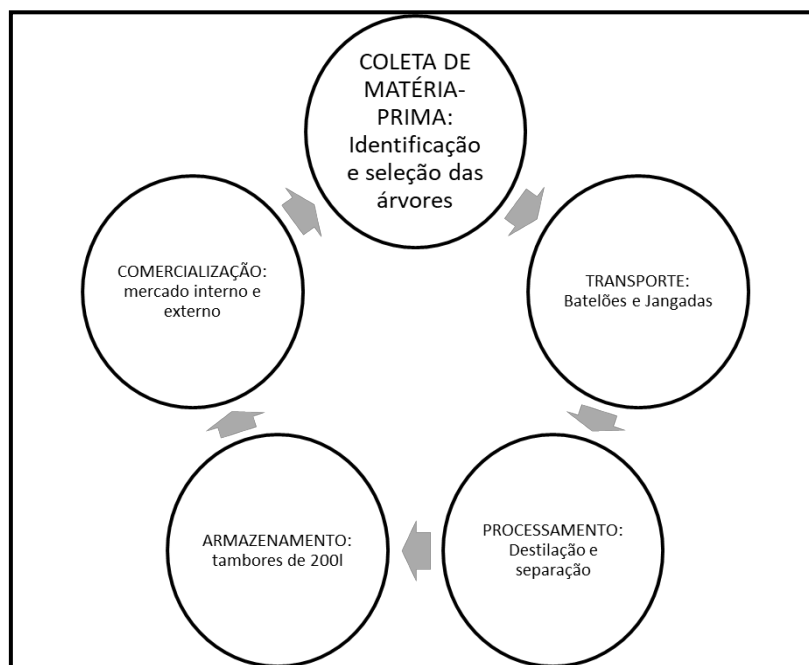 COLETA DE
MATÉRIA-
PRIMA:
Identificação
e seleção das
árvores
TRANSPORTE:
Batelões e Jangadas
PROCESSAMENTO:
Destilação e
separação
ARMAZENAMENTO:
tambores de 200l
COMERCIALIZAÇÃO:
mercado interno e
externo